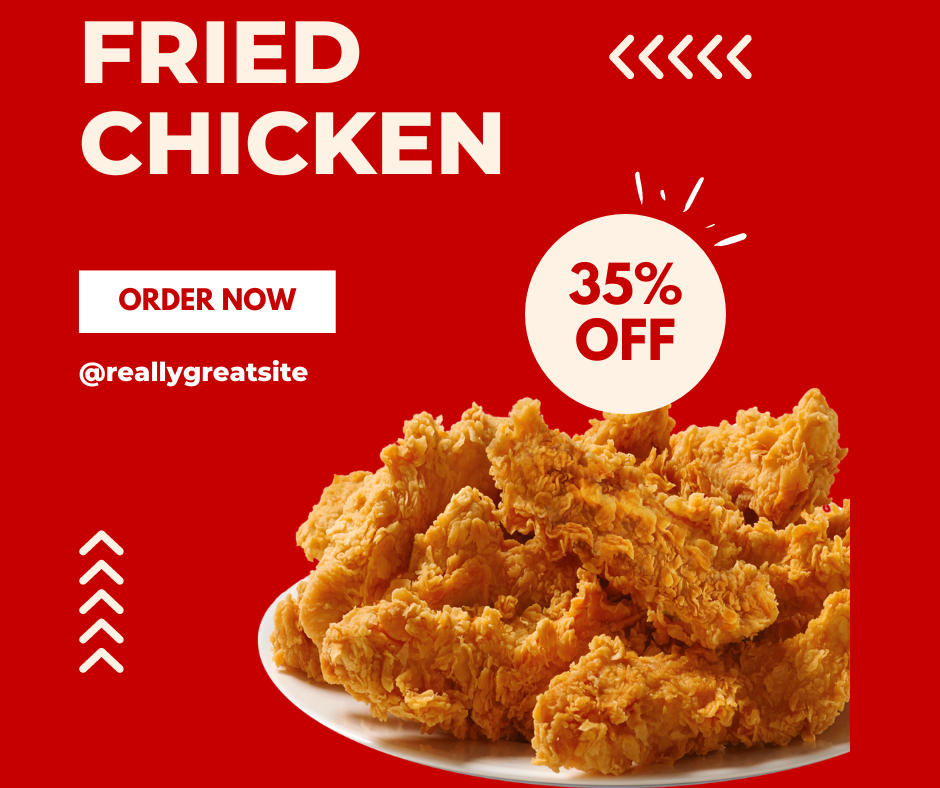 FRIED
CHICKEN
35%
OFF
ORDER NOW
@reallygreatsite